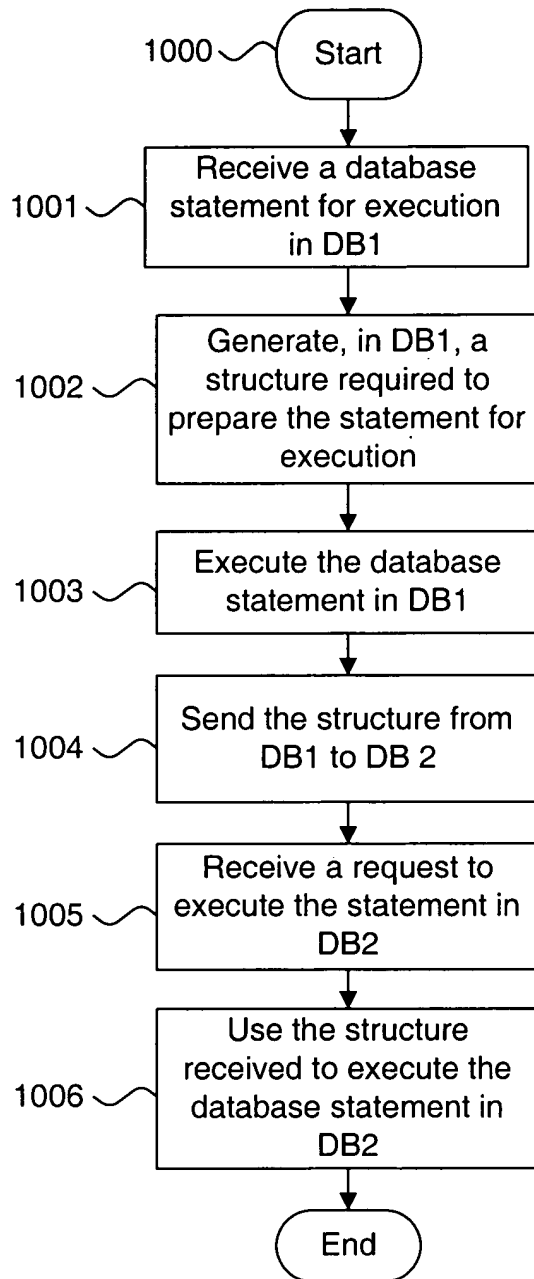 1000
Start
1001
Receive a database
statement for execution
in DB1
1002
Generate, in DB1, a
structure required to
prepare the statement for
execution
1003
Execute the database
statement in DB1
1004
Send the structure from
DB1 to DB 2
1005
Receive a request to
execute the statement in
DB2
1006
Use the structure
received to execute the
database statement in
DB2
End